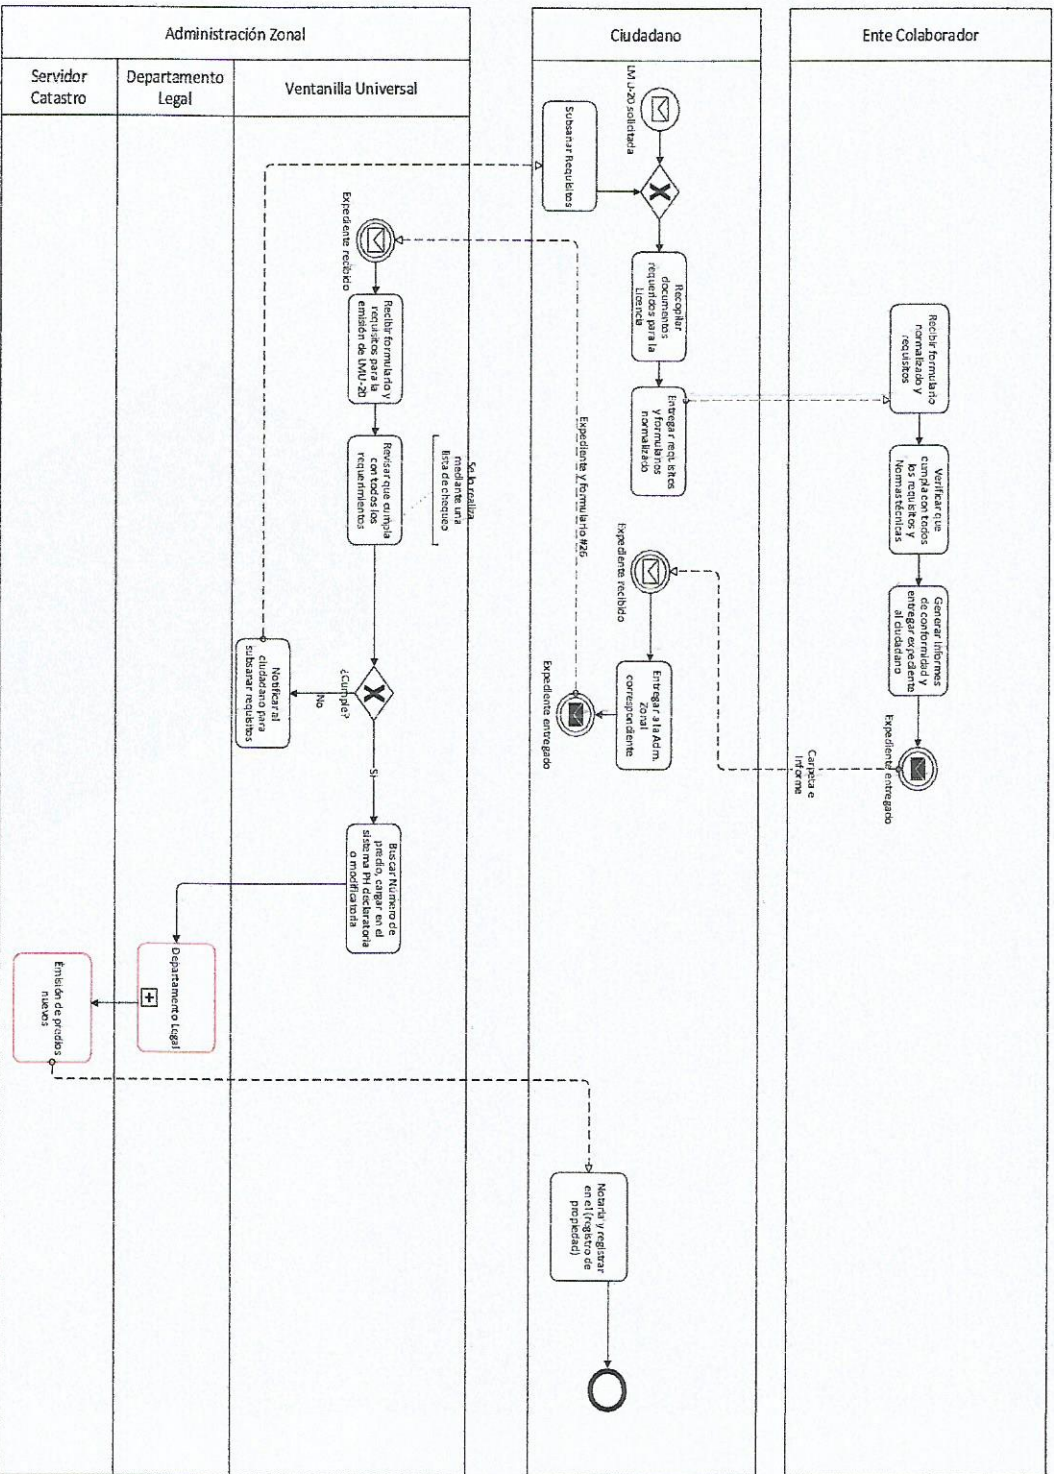 Administración Zonal
Servidor
Catastro
Departamento
Legal
Ventanilla Universal
Ciudadano
Ente Colaborador
LMU-20 solicitada
Subsanar Requisitos
Recopilar
documentos
requeridos para la
Licencia
Entregar requisitos
y formularios
normalizado
Recibir formulario
normalizado y
requisitos
Verificar que
cumpla con todos
los requisitos y
Normas técnicas
Generar informes
de conformidad y
entregar expediente
al ciudadano
Expediente entregado
Carpeta e
Informe
Expediente recibido
Entregar a la Adm.
Zonal
correspondiente
Expediente entregado
Expediente y formulario #26
Expediente recibido
Recibir formulario y
requisitos para la
emisión de LMU-20
Revisar que cumpla
con todos los
requerimientos
Se lo realiza
mediante una
lista de chequeo
¿Cumple?
No
Notificar al
ciudadano para
subsanar requisitos
Si
Buscar Número de
predio, cargar en el
sistema PH declaratoria
o modificatoria
Departamento Legal
Emisión de predios
nuevos
Notaria y registrar
en el (registro de
propiedad)